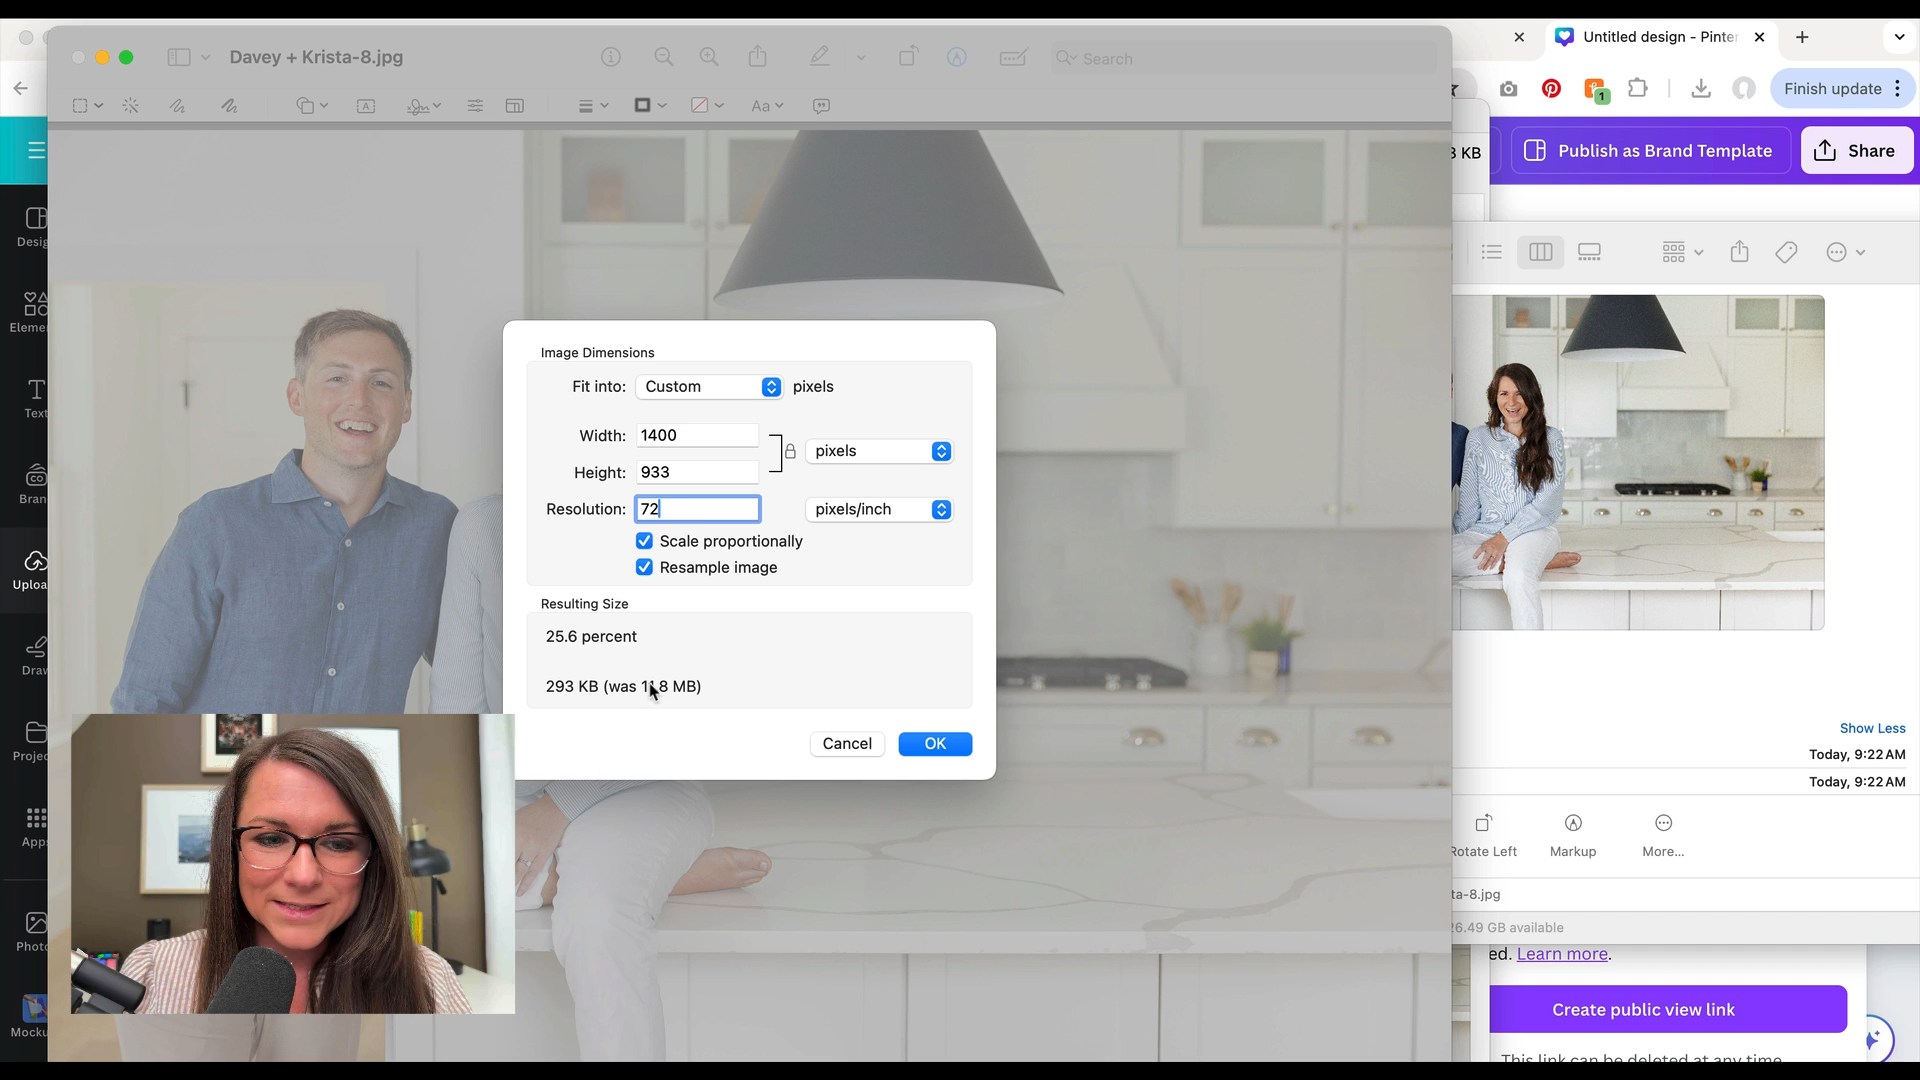 Davey + Krista-8.jpg
Search
Aa
Untitled design - Pinter
1
Finish update
KB
Publish as Brand Template
Share
Image Dimensions
Fit into: Custom pixels
Width: 1400
Height: 933
pixels
Resolution: 72 pixels/inch
Scale proportionally
Resample image
Resulting Size
25.6 percent
293 KB (was 11.8 MB)
Cancel
OK
Desig
Elemen
Text
Bran
Uploa
Draw
Projec
Apps
Photo
Mocku
Show Less
Today, 9:22 AM
Today, 9:22 AM
Rotate Left
Markup
More...
ta-8.jpg
26.49 GB available
ed. Learn more.
Create public view link
This link can be deleted at any time